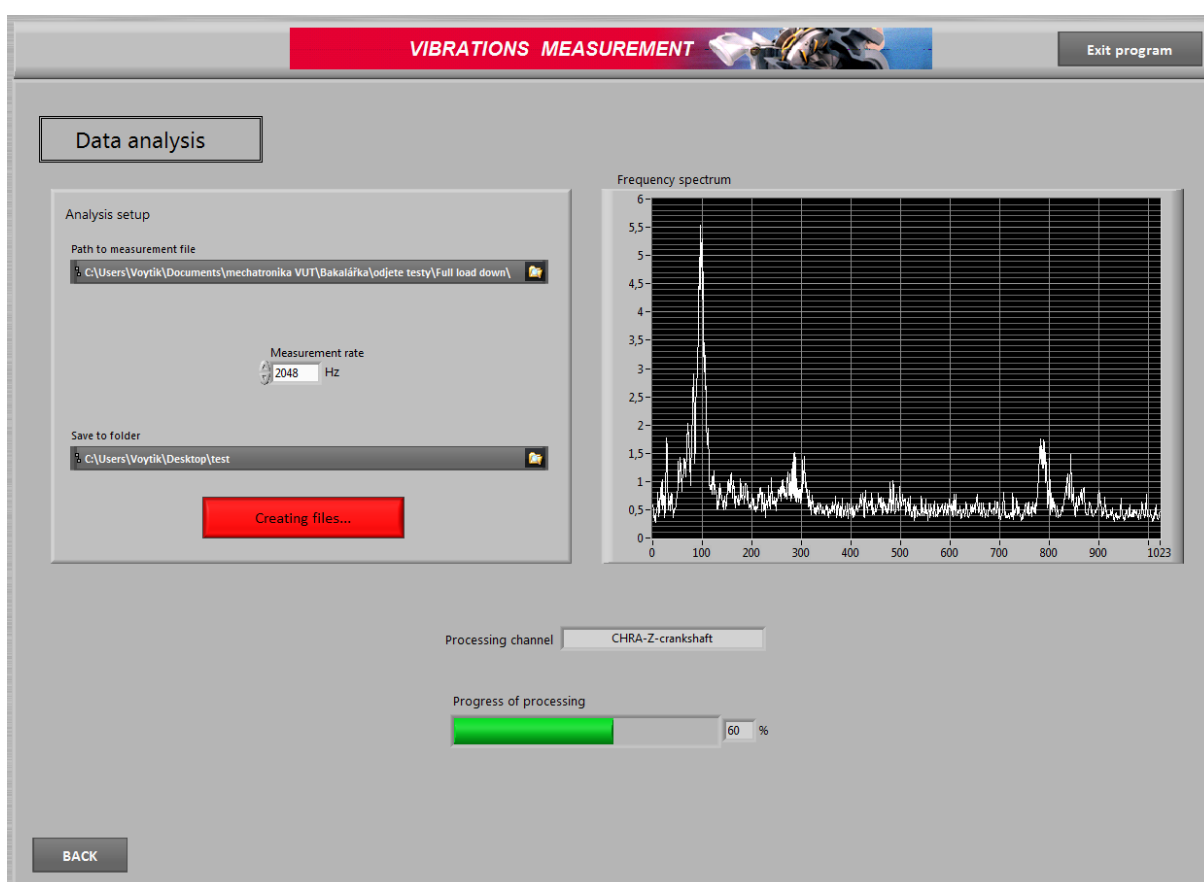 VIBRATIONS MEASUREMENT
Exit program
Data analysis
Analysis setup
Path to measurement file
C:\Users\Voytik\Documents\mechatronika VUT\Bakalářka\odjete testy\Full load down\
Measurement rate
2048 Hz
Save to folder
C:\Users\Voytik\Desktop\test
Creating files...
Frequency spectrum
6
5,5
5
4,5
4
3,5
3
2,5
2
1,5
1
0,5
0
0 100 200 300 400 500 600 700 800 900 1023
Processing channel CHRA-Z-crankshaft
Progress of processing
60 %
BACK